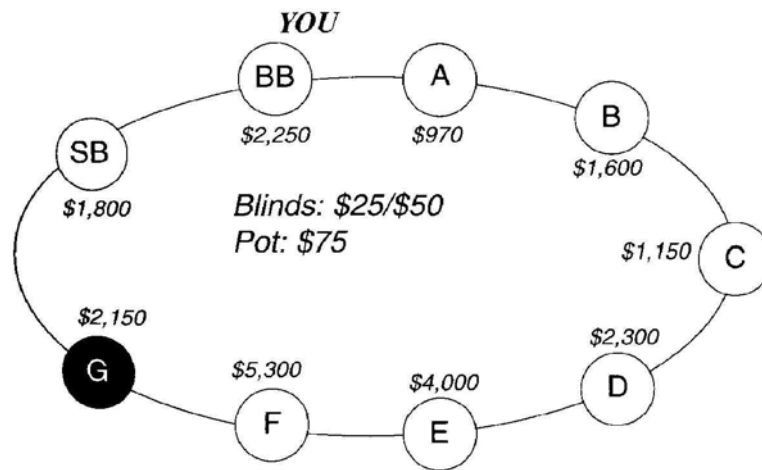 YOU
BB
A
B
SB
$2,250
$970
$1,600
$1,800
Blinds: $25/$50
Pot: $75
$1,150
C
$2,150
$2,300
G
$5,300
$4,000
D
F
E